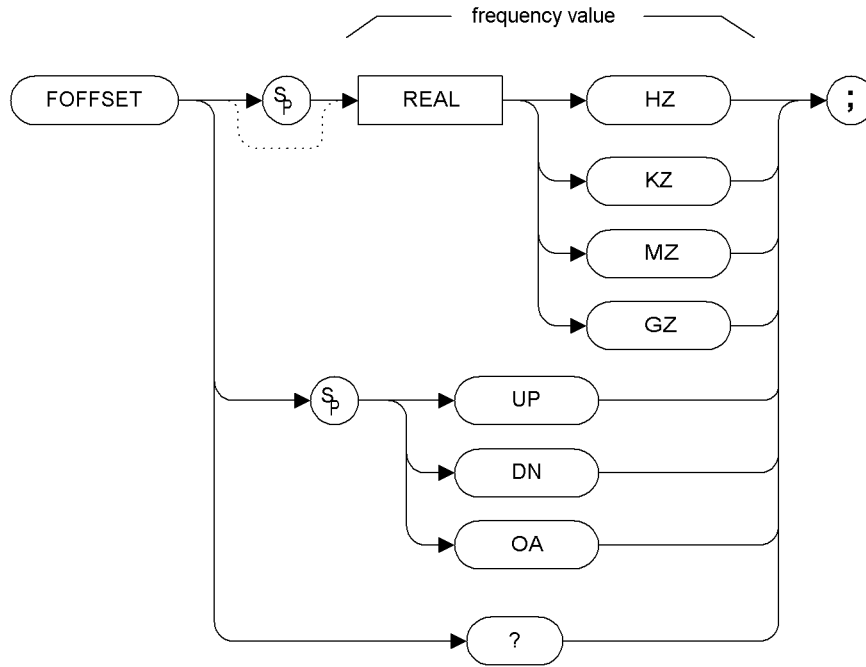 frequency value
FOFFSET
SP
REAL
HZ
;
KZ
MZ
GZ
SP
UP
DN
OA
?